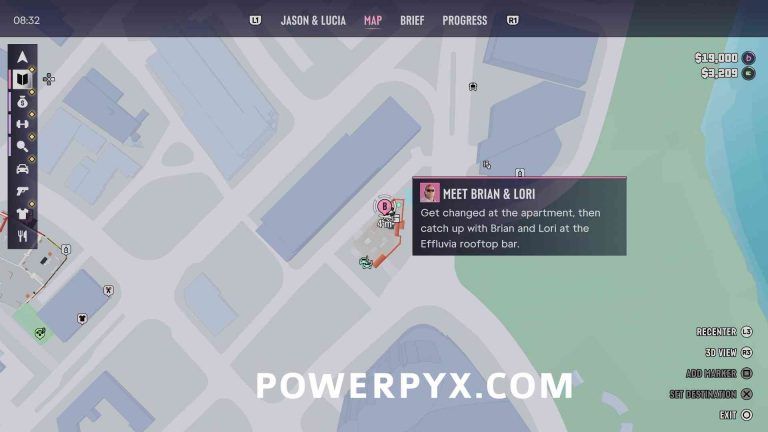 08:32
L1
JASON & LUCIA
MAP
BRIEF
PROGRESS
R1
$19,000
$3,209
B
MEET BRIAN & LORI
Get changed at the apartment, then
catch up with Brian and Lori at the
Effluvia rooftop bar.
RECENTER L3
3D VIEW R3
ADD MARKER
SET DESTINATION
EXIT
POWERPYX.COM